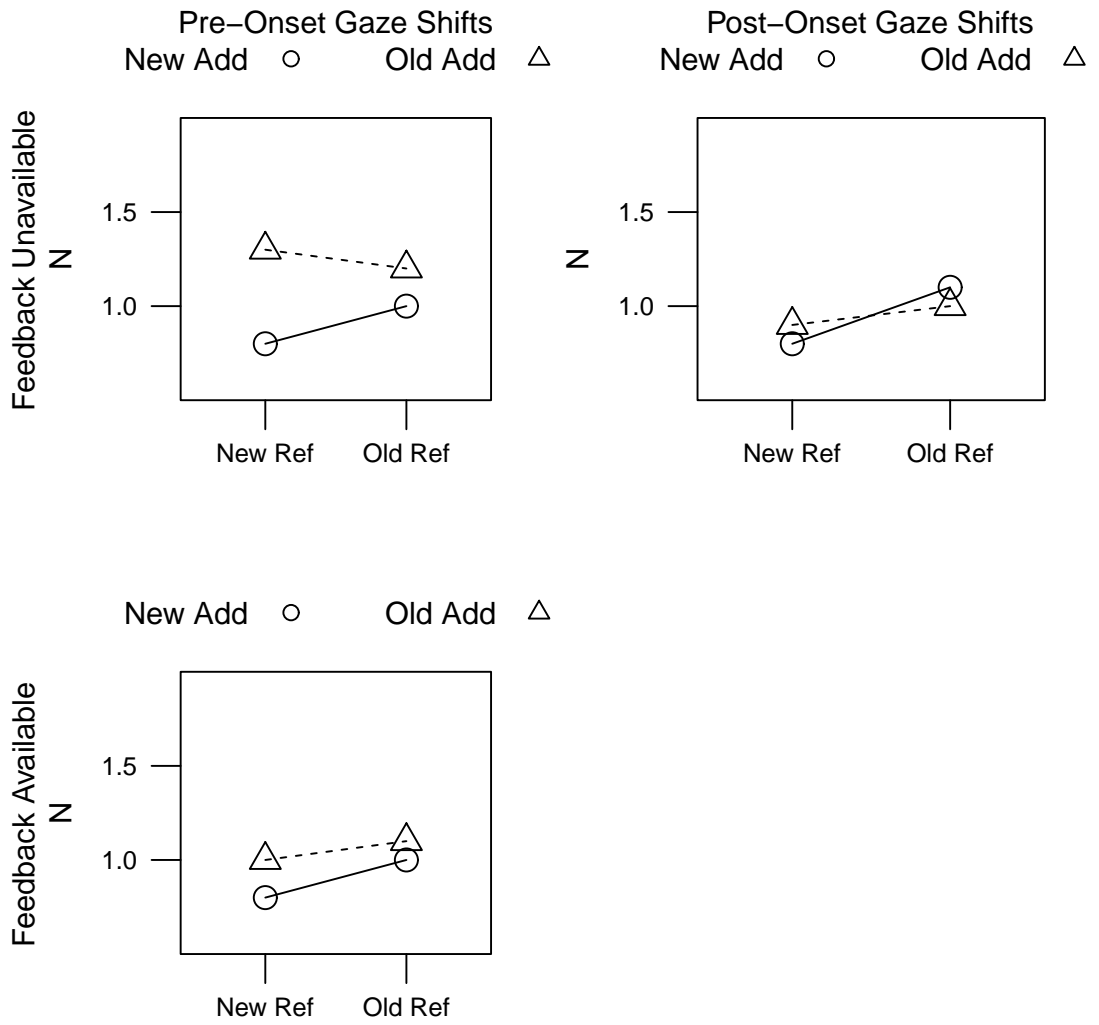 Pre−Onset Gaze Shifts
New Add Old Add
Feedback Unavailable
N
1.5
1.0
New Ref Old Ref
Post−Onset Gaze Shifts
New Add Old Add
N
1.5
1.0
New Ref Old Ref
New Add Old Add
Feedback Available
N
1.5
1.0
New Ref Old Ref